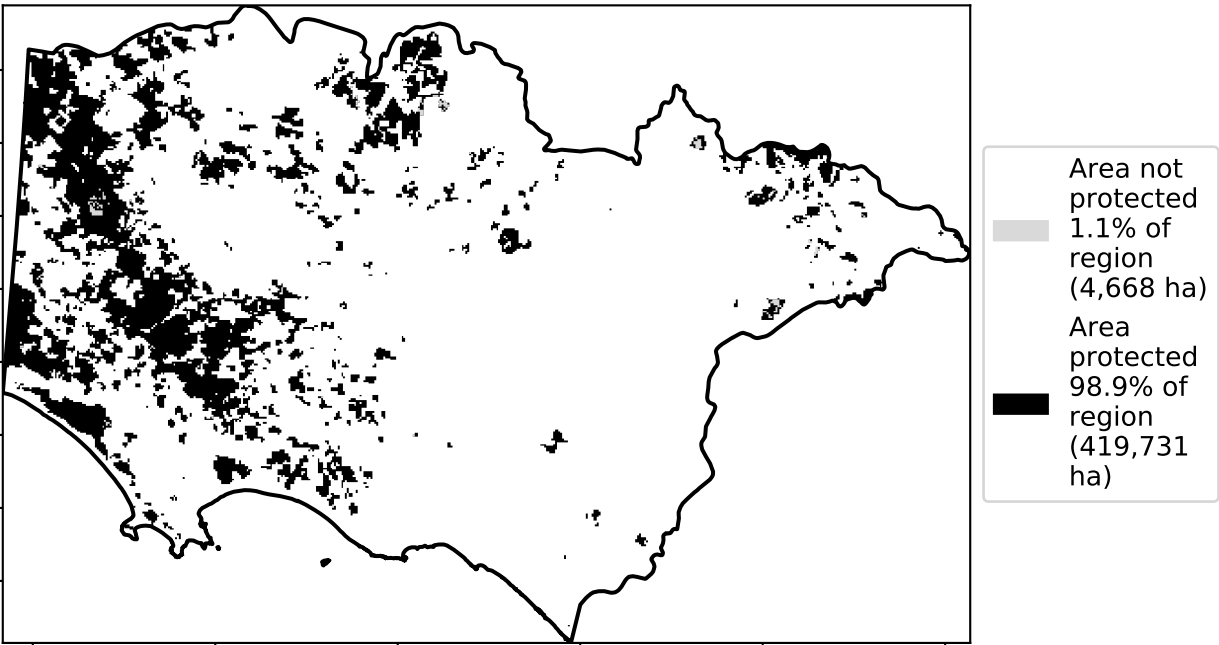 Area not
protected
1.1% of
region
(4,668 ha)
Area
protected
98.9% of
region
(419,731
ha)